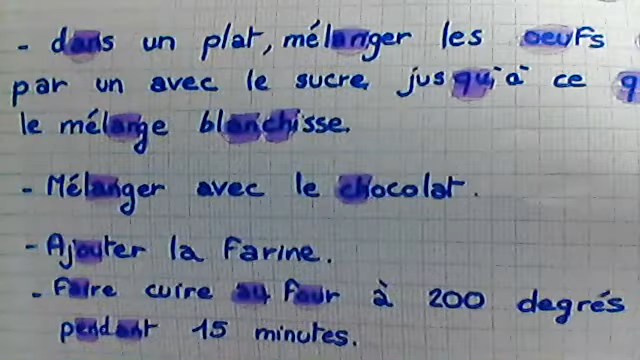 - dans un plat, mélanger les oeufs
par un avec le sucre jusqu'à ce q
le mélange blanchisse.
- Mélanger avec le chocolat.
- Ajouter la farine.
- Faire cuire au four à 200 degrés
pendant 15 minutes.